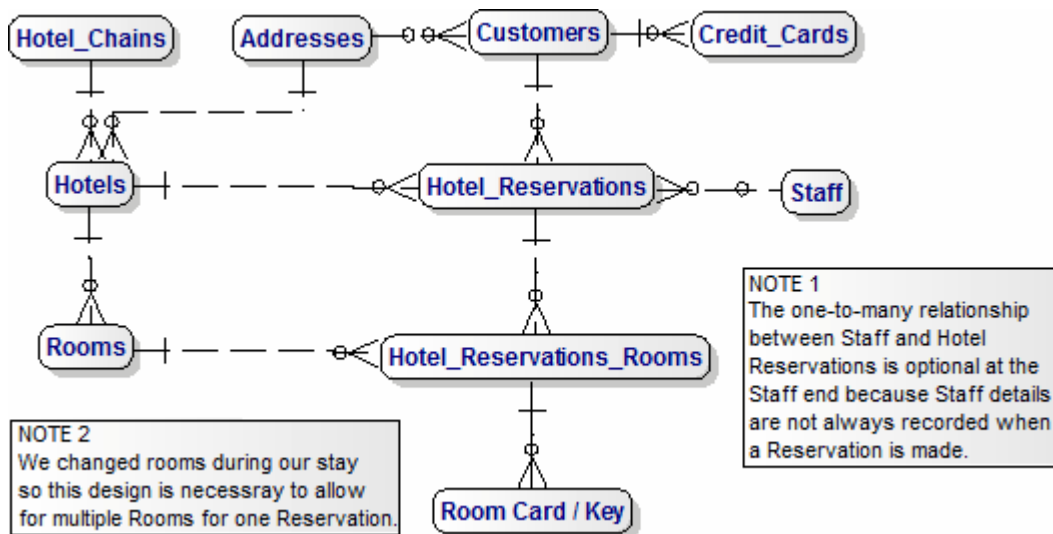 Hotel_Chains
Addresses
Customers
Credit_Cards
Hotels
Hotel_Reservations
Staff
Rooms
Hotel_Reservations_Rooms
NOTE 1
The one-to-many relationship
between Staff and Hotel
Reservations is optional at the
Staff end because Staff details
are not always recorded when
a Reservation is made.
NOTE 2
We changed rooms during our stay
so this design is necessray to allow
for multiple Rooms for one Reservation.
Room Card / Key